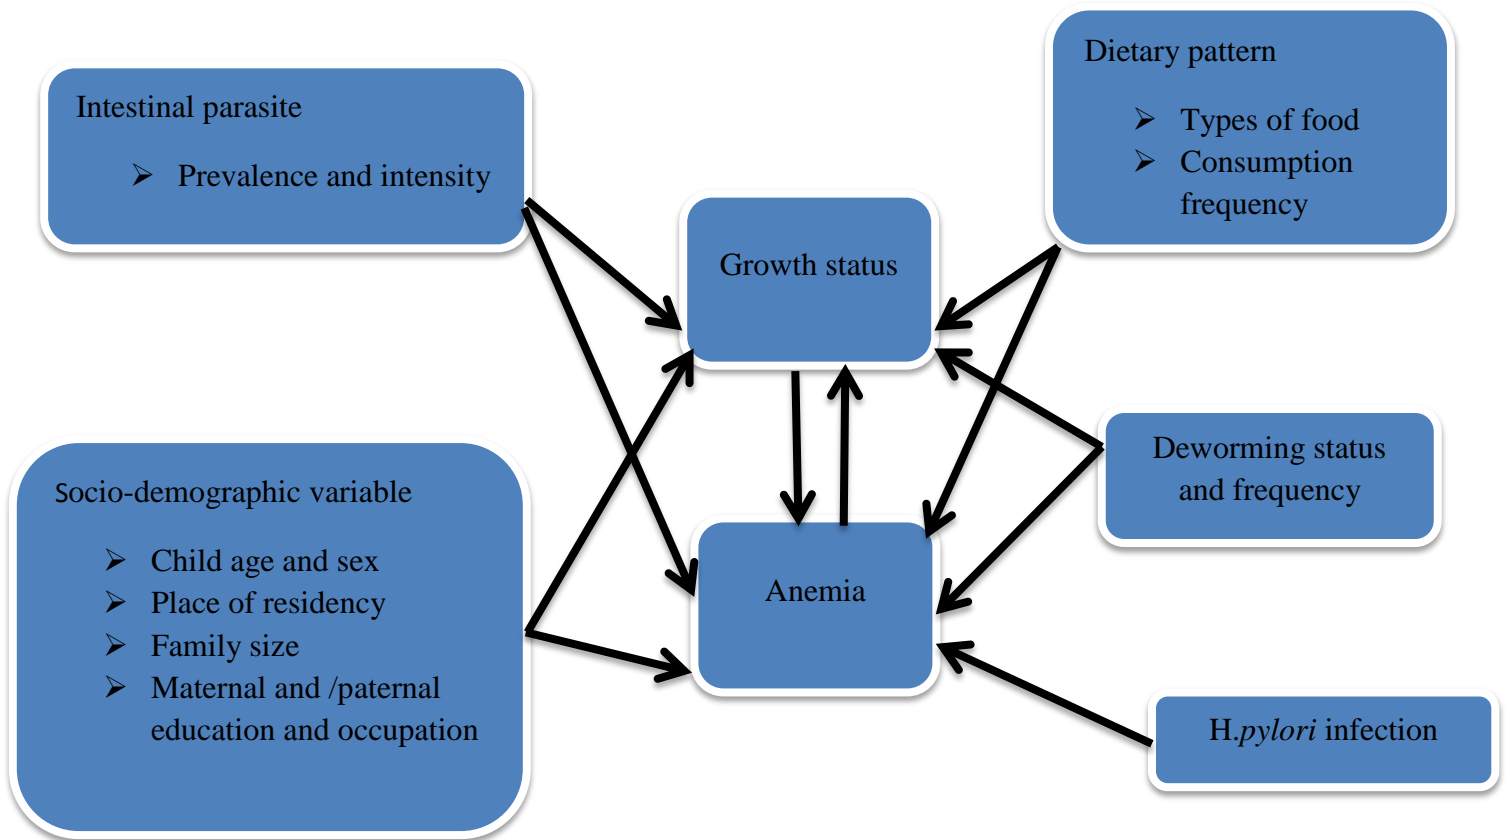 Intestinal parasite
➢ Prevalence and intensity
Dietary pattern
➢ Types of food
➢ Consumption
frequency
Growth status
Deworming status
and frequency
Socio-demographic variable
➢ Child age and sex
➢ Place of residency
➢ Family size
➢ Maternal and /paternal
education and occupation
Anemia
H.pylori infection